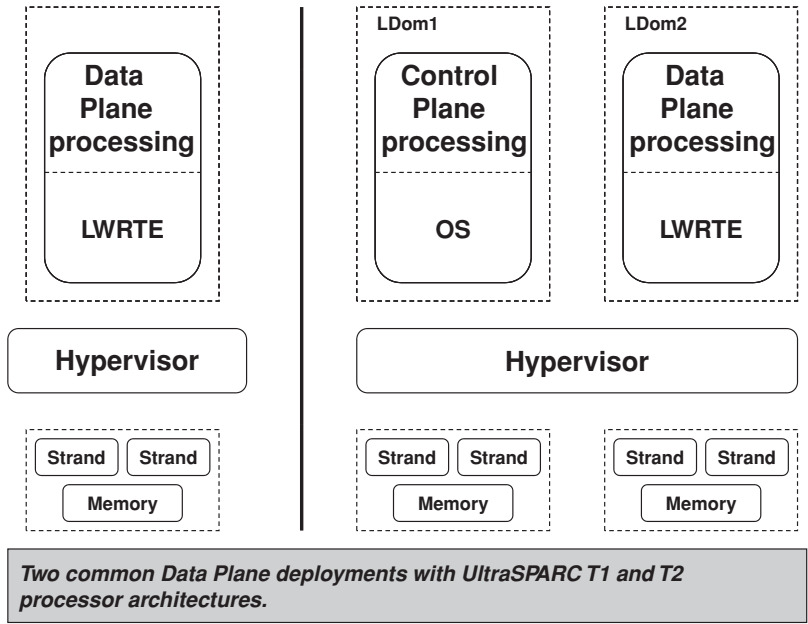 Data
Plane
processing
LWRTE
Hypervisor
Strand Strand
Memory
LDom1
Control
Plane
processing
OS
LDom2
Data
Plane
processing
LWRTE
Hypervisor
Strand Strand
Memory
Strand Strand
Memory
Two common Data Plane deployments with UltraSPARC T1 and T2
processor architectures.